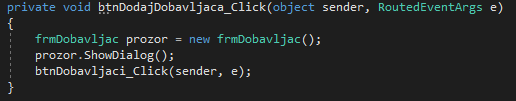 private void btnDodajDobavljaca_Click(object sender, RoutedEventArgs e)
{
frmDobavljac prozor = new frmDobavljac();
prozor.ShowDialog();
btnDobavljaci_Click(sender, e);
}